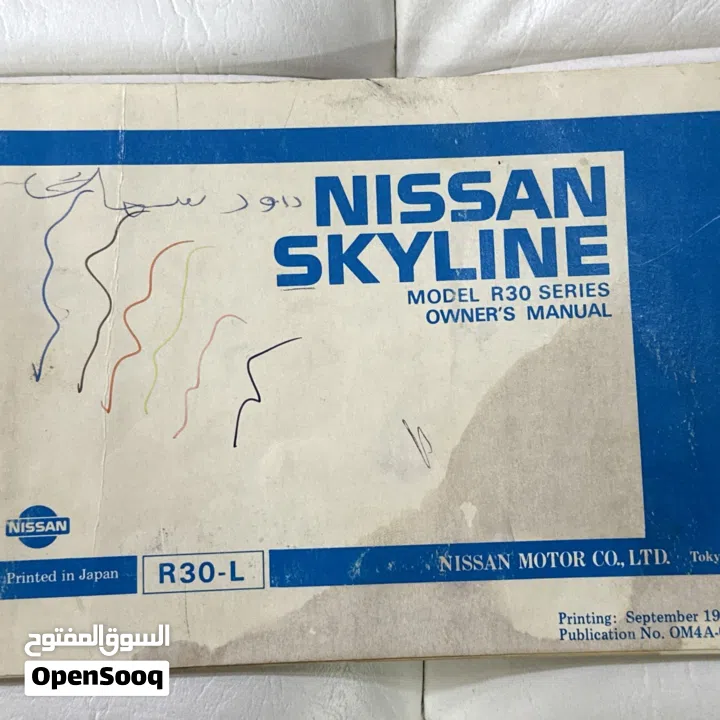 داود
NISSAN
SKYLINE
MODEL R30 SERIES
OWNER'S MANUAL
NISSAN
Printed in Japan
R30-L
NISSAN MOTOR CO., LTD.
Printing: September
Publication No.
السوق المفتوح
OpenSooq